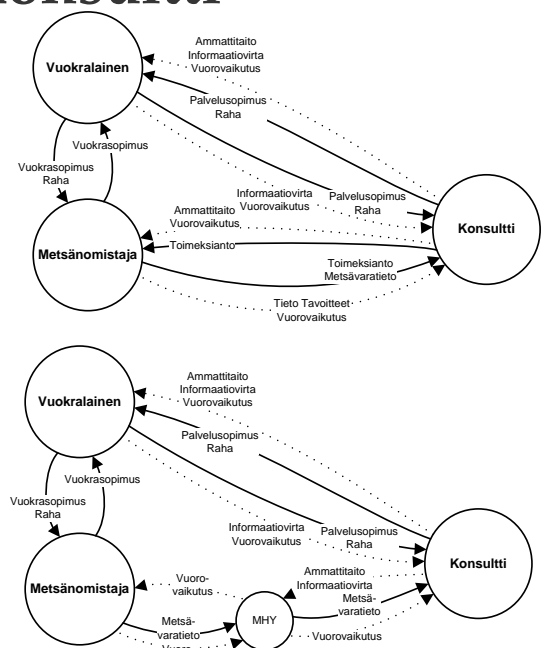 Vuokralainen
Ammattitaito
Informaatiovirta
Vuorovaikutus
Palvelusopimus
Raha
Vuokrasopimus
Vuokrasopimus
Raha
Informaatiovirta
Vuorovaikutus
Palvelusopimus
Raha
Ammattitaito
Vuorovaikutus
Konsultti
Metsänomistaja
Toimeksianto
Toimeksianto
Metsävaratieto
Tieto Tavoitteet
Vuorovaikutus
Vuokralainen
Ammattitaito
Informaatiovirta
Vuorovaikutus
Palvelusopimus
Raha
Vuokrasopimus
Vuokrasopimus
Raha
Informaatiovirta
Vuorovaikutus
Palvelusopimus
Raha
Konsultti
Metsänomistaja
Vuoro-
vaikutus
Ammattitaito
Informaatiovirta
Metsä-
varatieto
MHY
Metsä-
varatieto
Vuorovaikutus